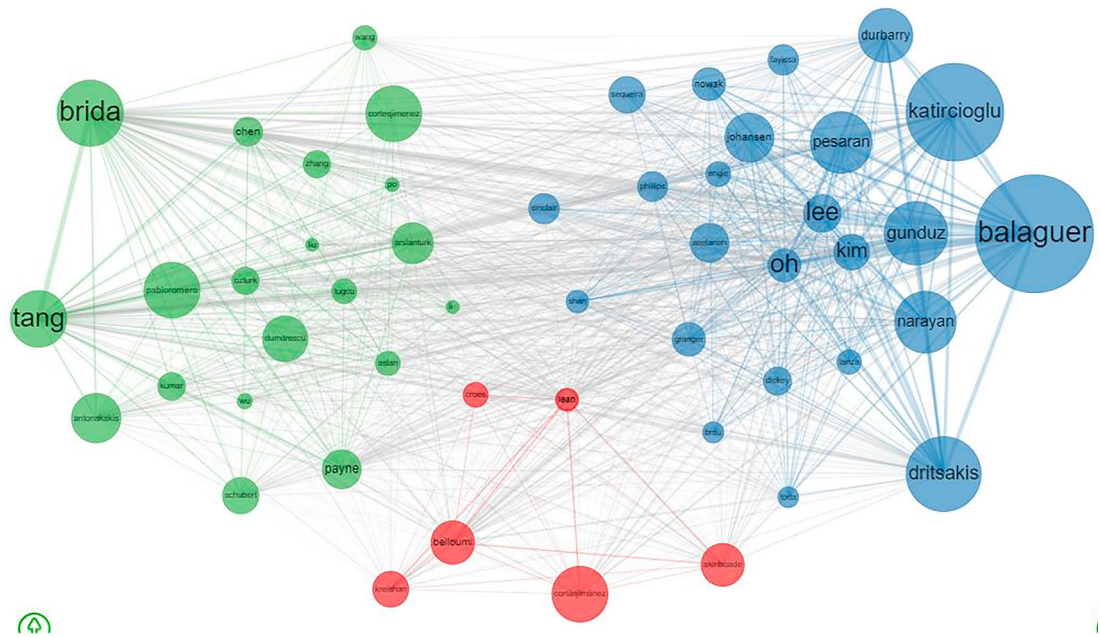 wang
durbarry
fayissa
nowak
sequeira
brida
cortesjimenez
katircioglu
chen
johansen
pesaran
zhang
engle
po
phillips
sinclair
lee
balaguer
gunduz
liu
arslanturk
kim
oh
ozturk
pabloromero
tugcu
shan
li
tang
narayan
dumitrescu
granger
lanza
aslan
dickey
kumar
croes
wu
antonakakis
brau
payne
dritsakis
schubert
toda
belloumi
akinboade
kreishan
cortésjiménez